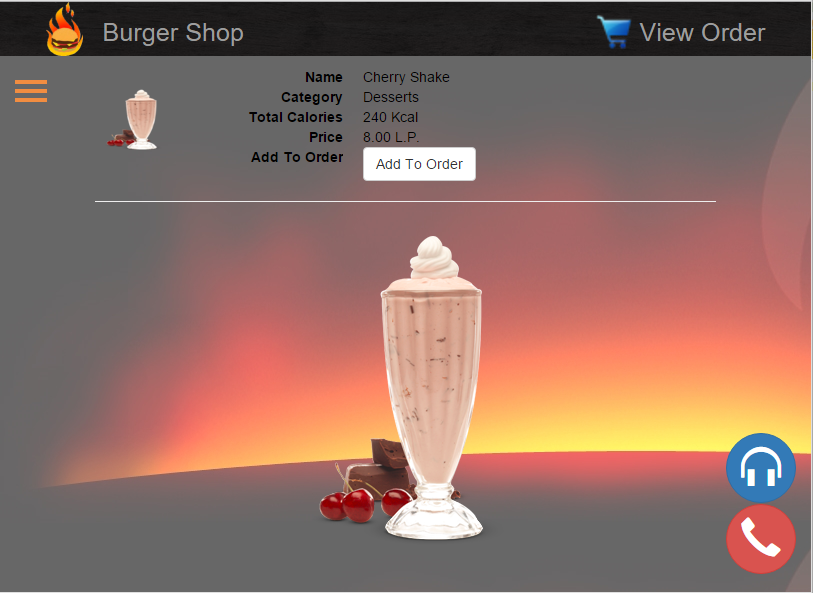 Burger Shop View Order
Name Cherry Shake
Category Desserts
Total Calories 240 Kcal
Price 8.00 L.P.
Add To Order Add To Order